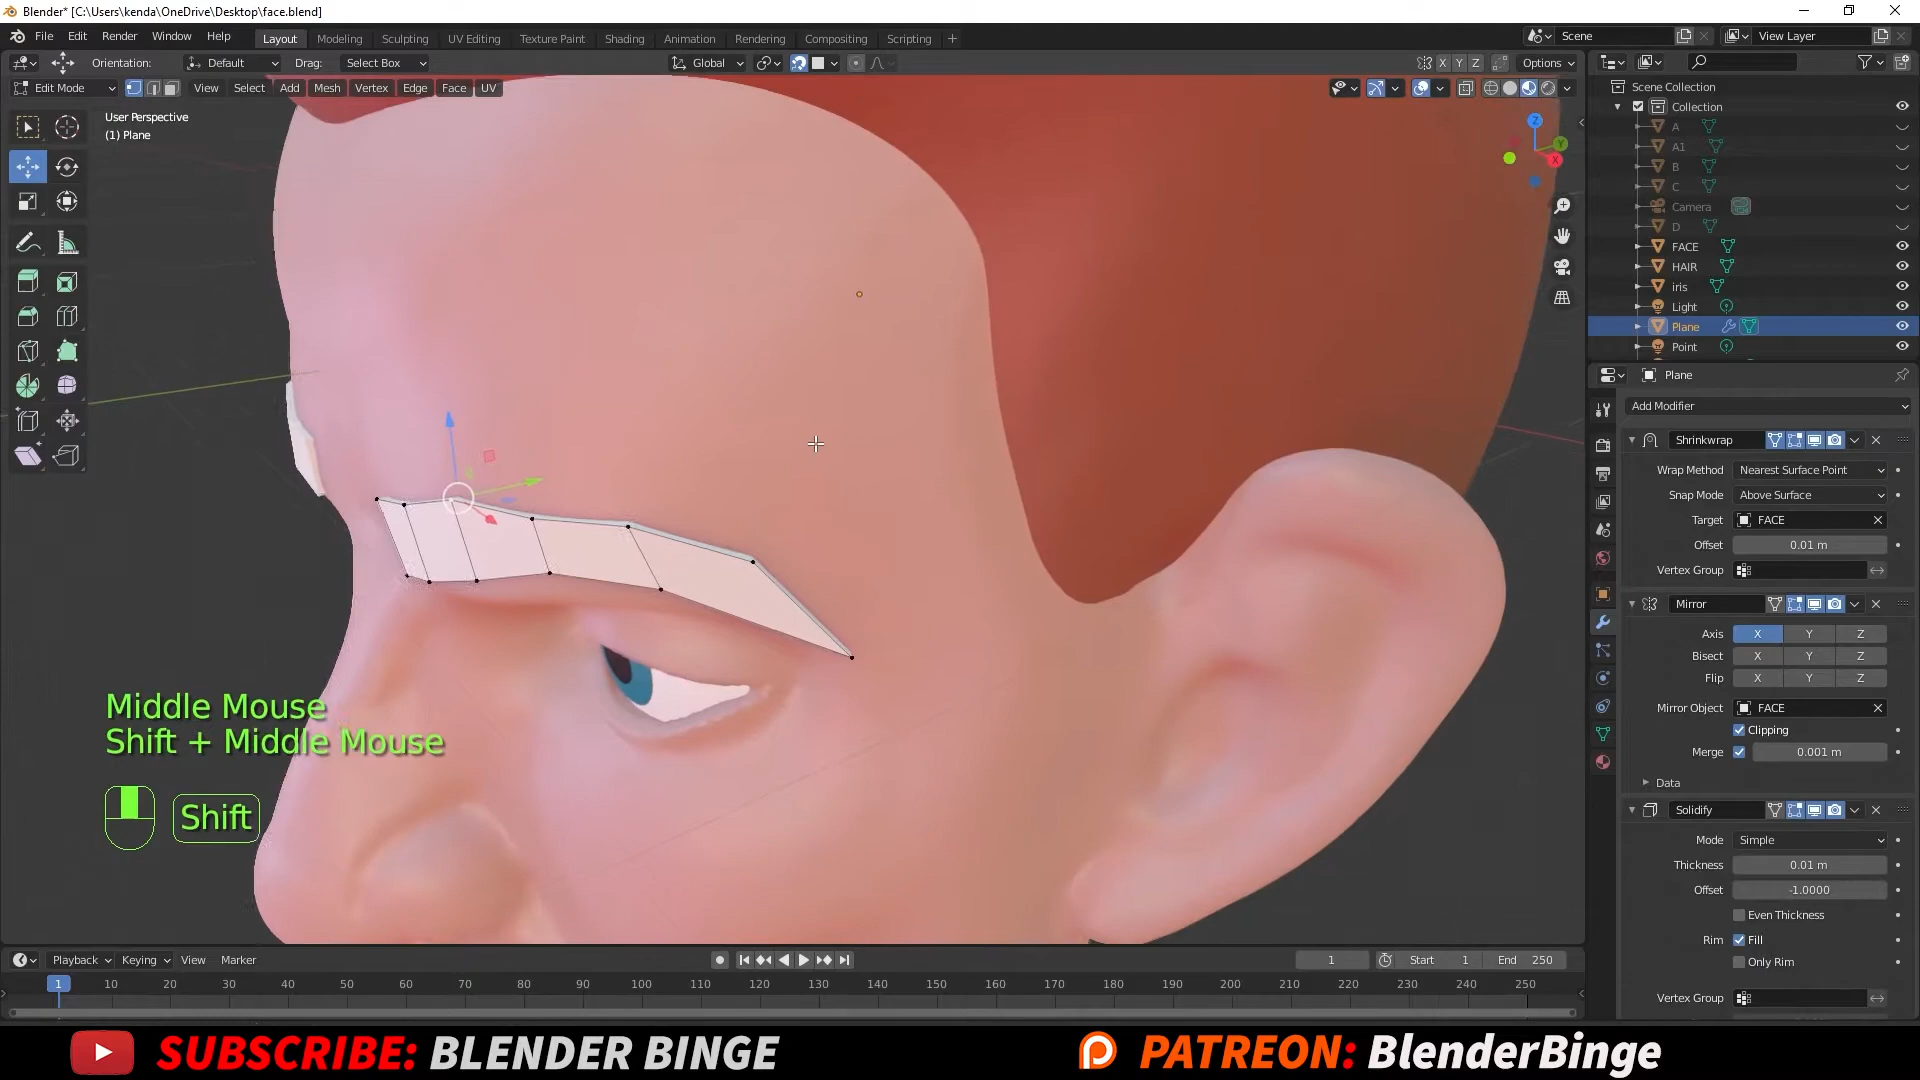 Blender* [C:\Users\kenda\OneDrive\Desktop\face.blend]
File Edit Render Window Help Layout Modeling Sculpting UV Editing Texture Paint Shading Animation Rendering Compositing Scripting + Scene View Layer
Orientation: Default Drag: Select Box Global X Y Z Options
Edit Mode View Select Add Mesh Vertex Edge Face UV
User Perspective
(1) Plane
Z
Y
X
Middle Mouse
Shift + Middle Mouse
Shift
Scene Collection
Collection
A
A1
B
C
Camera
D
FACE
HAIR
iris
Light
Plane
Point
Plane
Add Modifier
Shrinkwrap
Wrap Method Nearest Surface Point
Snap Mode Above Surface
Target FACE
Offset 0.01 m
Vertex Group
Mirror
Axis X Y Z
Bisect X Y Z
Flip X Y Z
Mirror Object FACE
Clipping
Merge 0.001 m
Data
Solidify
Mode Simple
Thickness 0.01 m
Offset -1.0000
Even Thickness
Rim Fill
Only Rim
Vertex Group
Playback Keying View Marker 1 Start 1 End 250
1 10 20 30 40 50 60 70 80 90 100 110 120 130 140 150 160 170 180 190 200 210 220 230 240 250
SUBSCRIBE: BLENDER BINGE PATREON: BlenderBinge